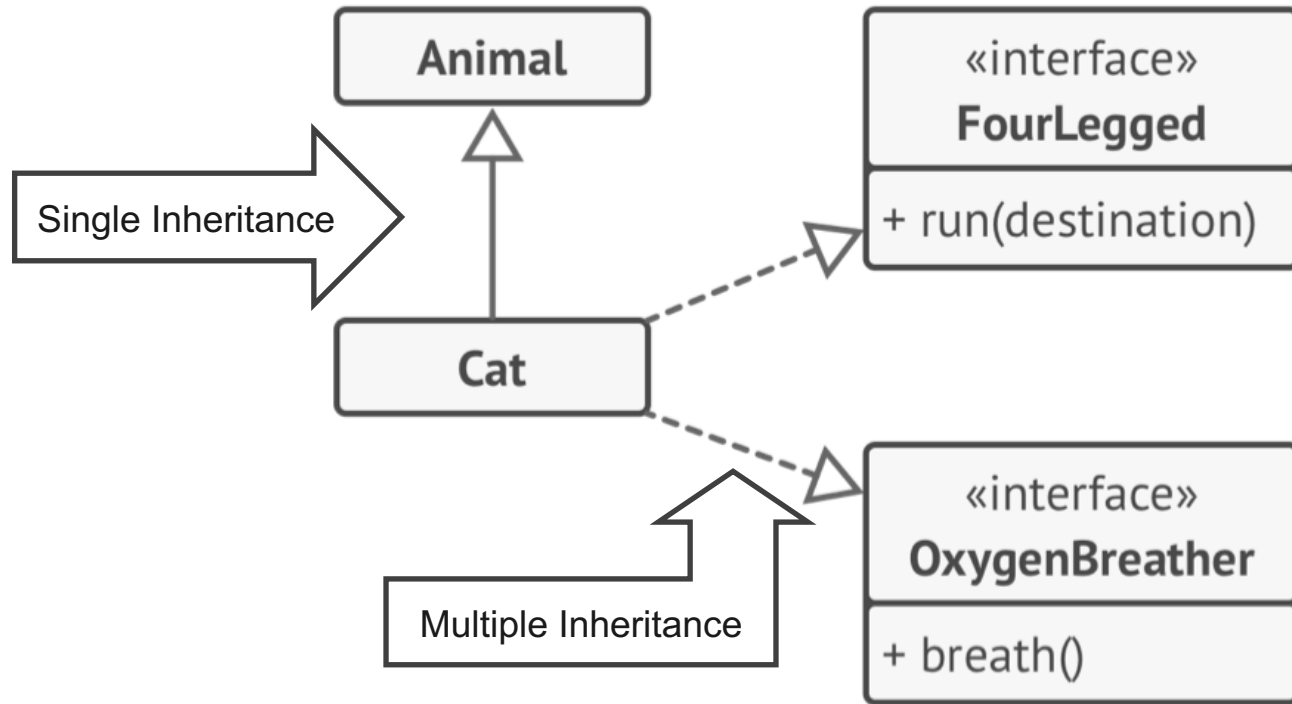 Animal
«interface»
FourLegged
+ run(destination)
Single Inheritance
Cat
«interface»
OxygenBreather
+ breath()
Multiple Inheritance